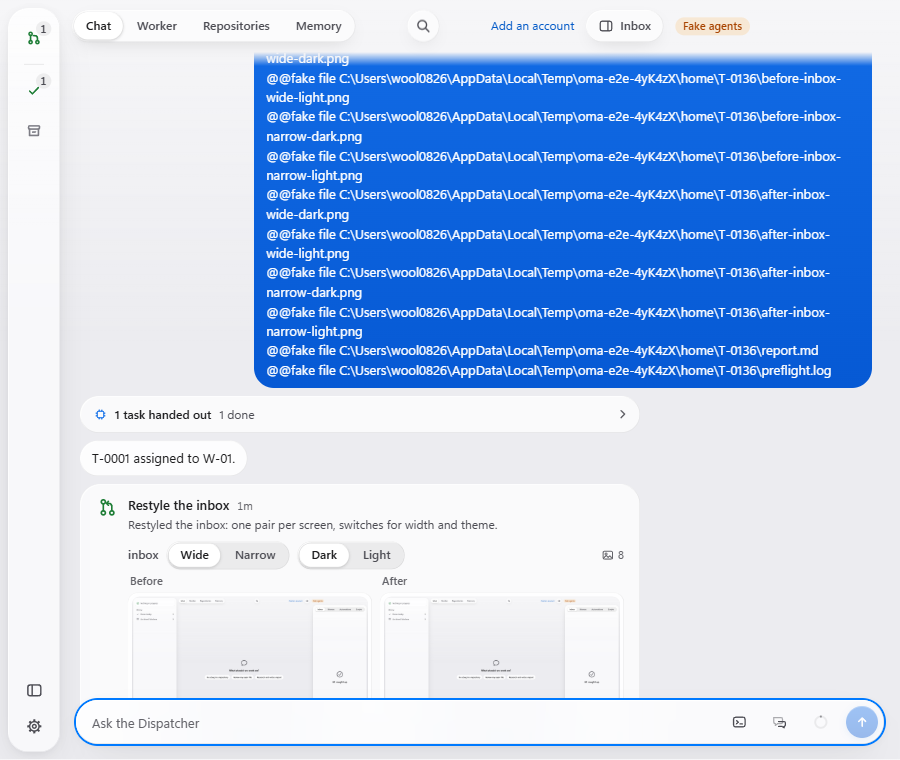 1
Chat Worker Repositories Memory Add an account Inbox Fake agents
1
wide-dark.png
@@fake file C:\Users\wool0826\AppData\Local\Temp\oma-e2e-4yK4zX\home\T-0136\before-inbox-
wide-light.png
@@fake file C:\Users\wool0826\AppData\Local\Temp\oma-e2e-4yK4zX\home\T-0136\before-inbox-
narrow-dark.png
@@fake file C:\Users\wool0826\AppData\Local\Temp\oma-e2e-4yK4zX\home\T-0136\before-inbox-
narrow-light.png
@@fake file C:\Users\wool0826\AppData\Local\Temp\oma-e2e-4yK4zX\home\T-0136\after-inbox-
wide-dark.png
@@fake file C:\Users\wool0826\AppData\Local\Temp\oma-e2e-4yK4zX\home\T-0136\after-inbox-
wide-light.png
@@fake file C:\Users\wool0826\AppData\Local\Temp\oma-e2e-4yK4zX\home\T-0136\after-inbox-
narrow-dark.png
@@fake file C:\Users\wool0826\AppData\Local\Temp\oma-e2e-4yK4zX\home\T-0136\after-inbox-
narrow-light.png
@@fake file C:\Users\wool0826\AppData\Local\Temp\oma-e2e-4yK4zX\home\T-0136\report.md
@@fake file C:\Users\wool0826\AppData\Local\Temp\oma-e2e-4yK4zX\home\T-0136\preflight.log
1 task handed out 1 done
T-0001 assigned to W-01.
Restyle the inbox 1m
Restyled the inbox: one pair per screen, switches for width and theme.
inbox Wide Narrow Dark Light 8
Before After
Ask the Dispatcher